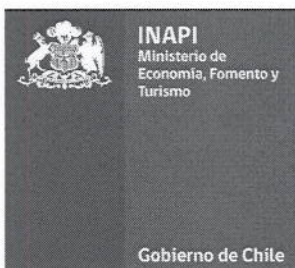 INAPI
Ministerio de
Economía, Fomento y
Turismo
Gobierno de Chile